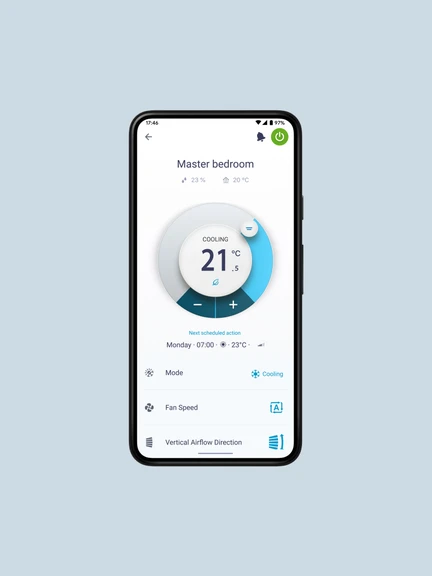 17:46
97%
Master bedroom
23 %
20 °C
COOLING
21 °C
.5
− +
Next scheduled action
Monday · 07:00 · · 23°C ·
Mode Cooling
Fan Speed A
Vertical Airflow Direction